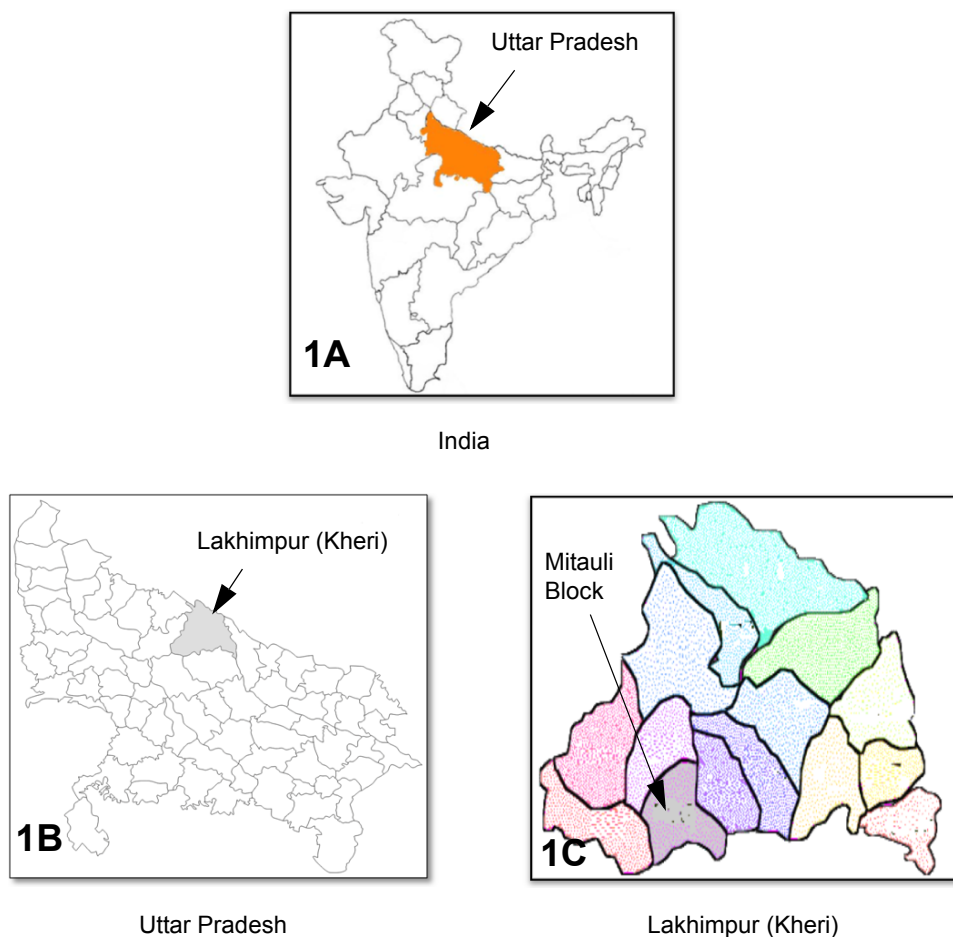 Uttar Pradesh
1A
India
Lakhimpur (Kheri)
1B
Uttar Pradesh
Mitauli
Block
1C
Lakhimpur (Kheri)